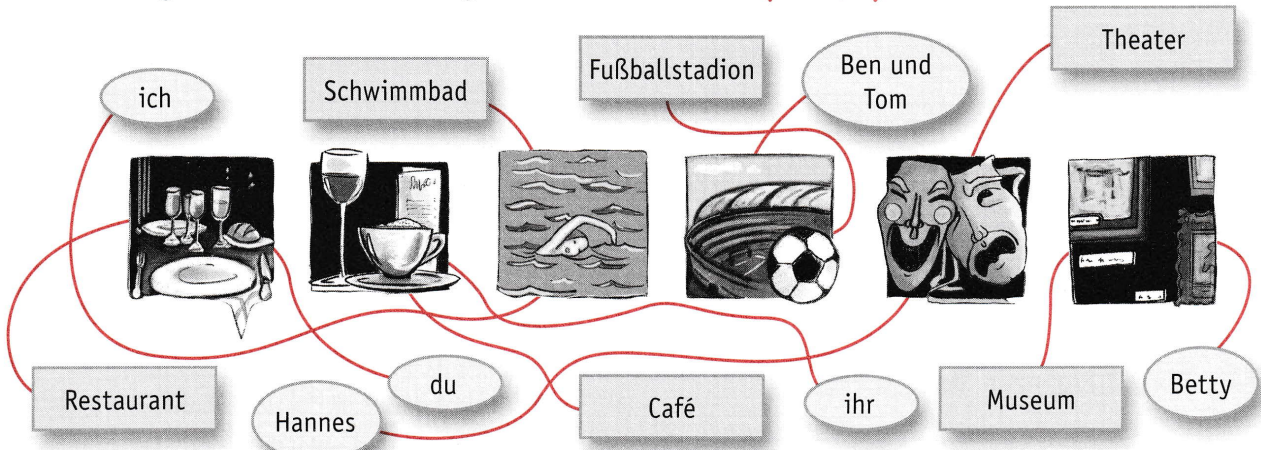 Theater
Fußballstadion
Ben und
Tom
Schwimmbad
ich
du
Restaurant
Hannes
Café
ihr
Museum
Betty